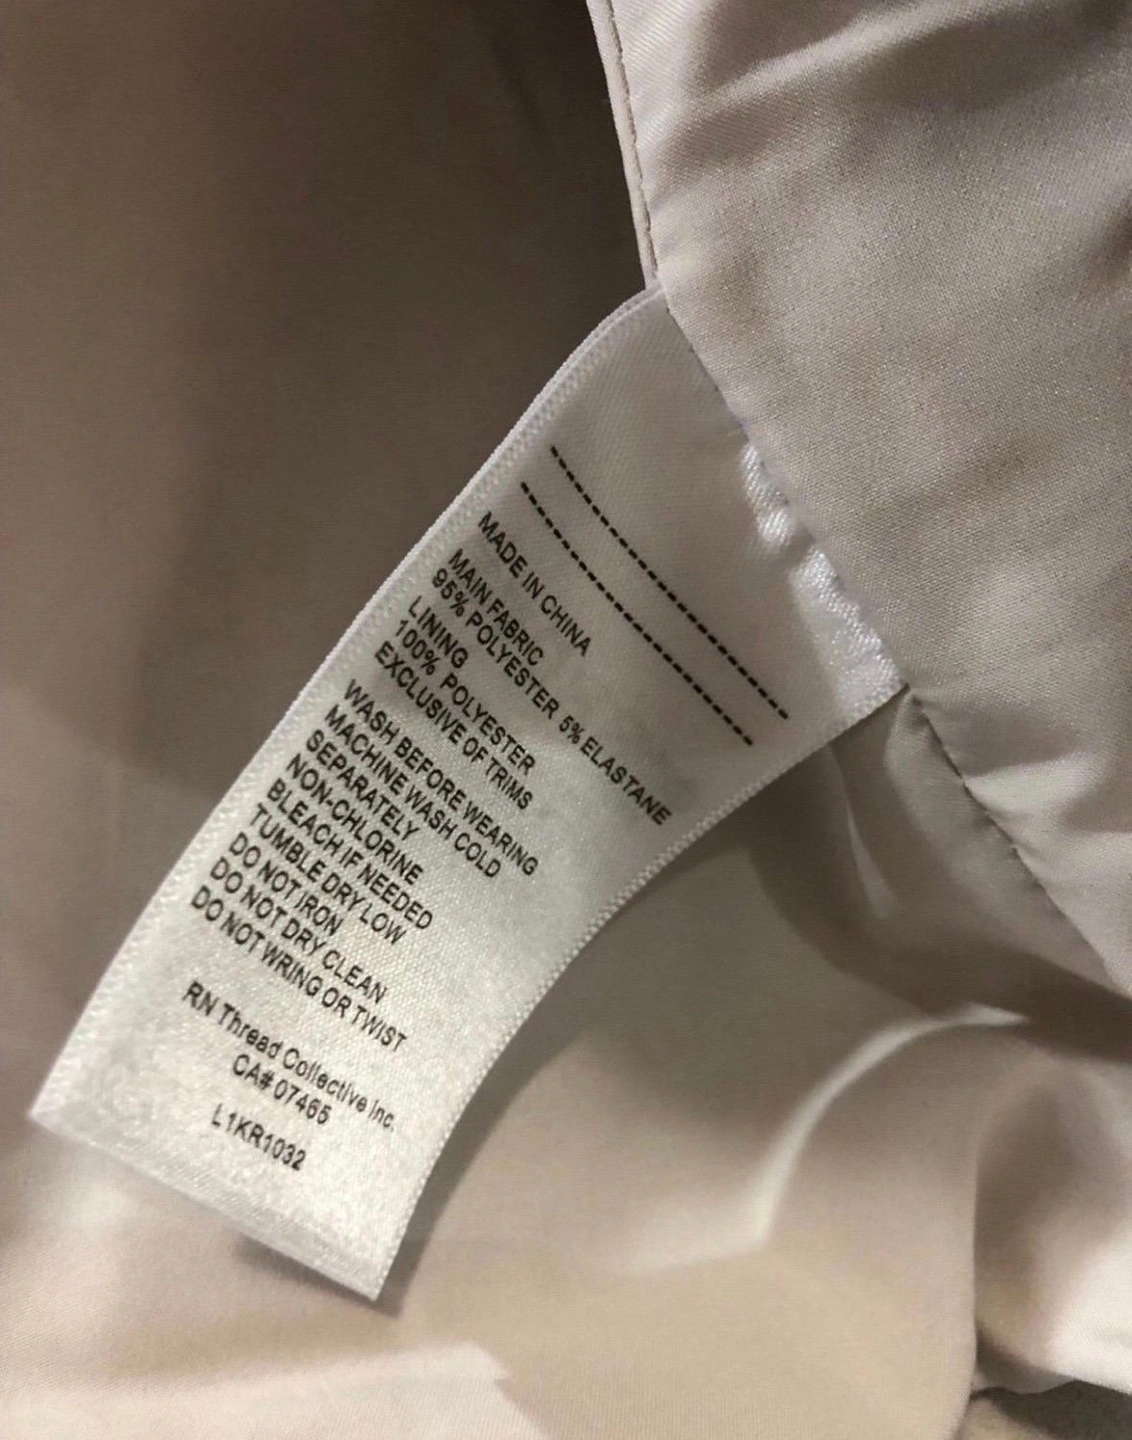 MADE IN CHINA
MAIN FABRIC
95% POLYESTER 5% ELASTANE
LINING
100% POLYESTER
EXCLUSIVE OF TRIMS
WASH BEFORE WEARING
MACHINE WASH COLD
SEPARATELY
NON-CHLORINE
BLEACH IF NEEDED
TUMBLE DRY LOW
DO NOT IRON
DO NOT DRY CLEAN
DO NOT WRING OR TWIST
RN Thread Collective Inc.
CA# 07465
L1KR1032